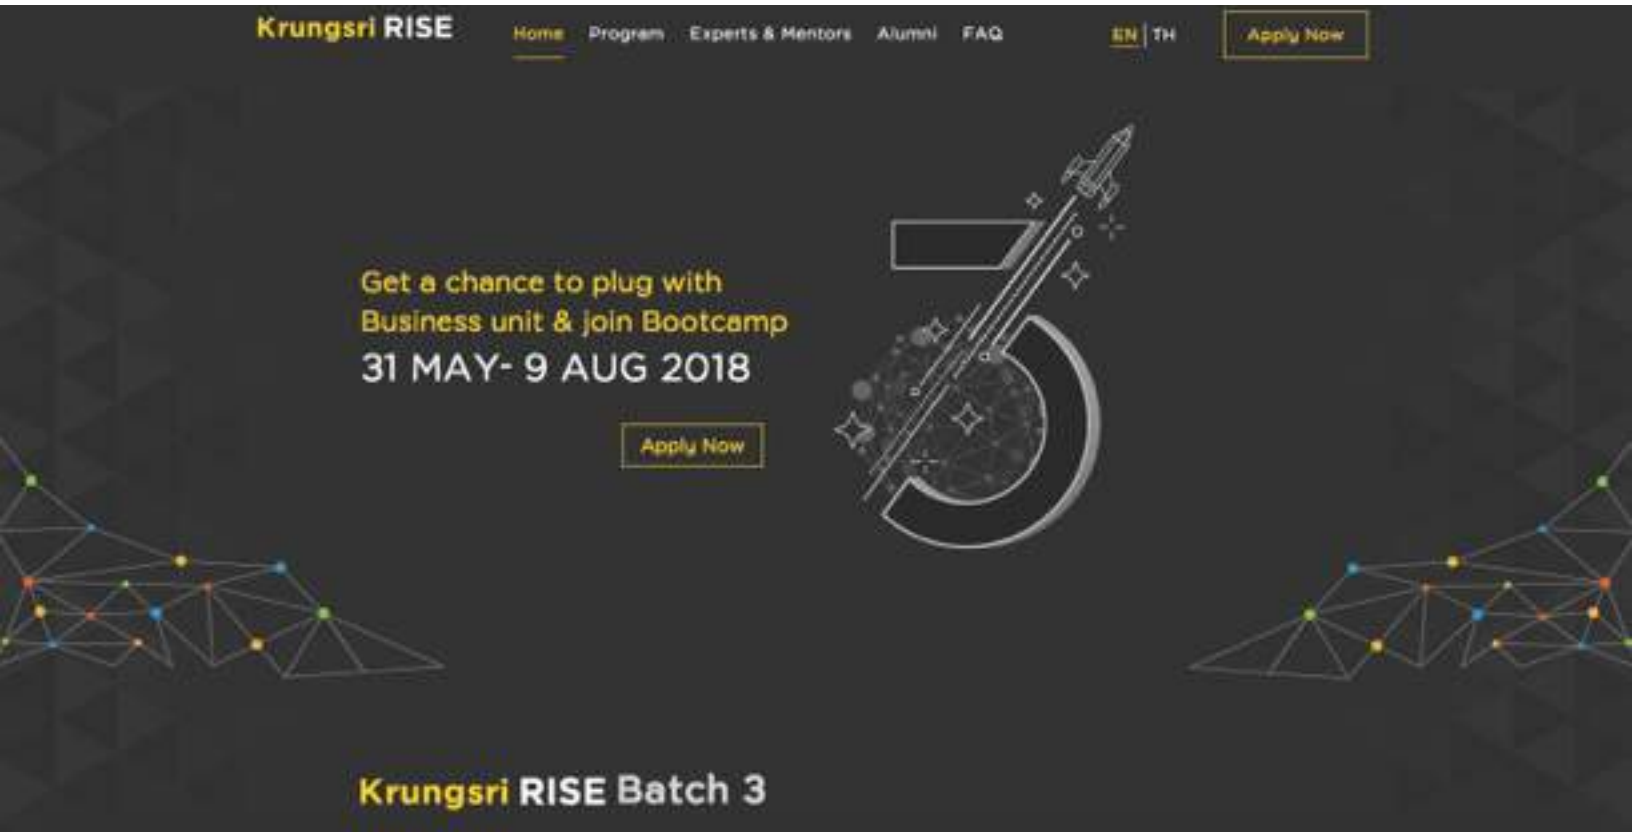 Krungsri RISE Home Program Experts & Mentors Alumni FAQ EN | TH Apply Now
Get a chance to plug with
Business unit & join Bootcamp
31 MAY- 9 AUG 2018
Apply Now
3
Krungsri RISE Batch 3